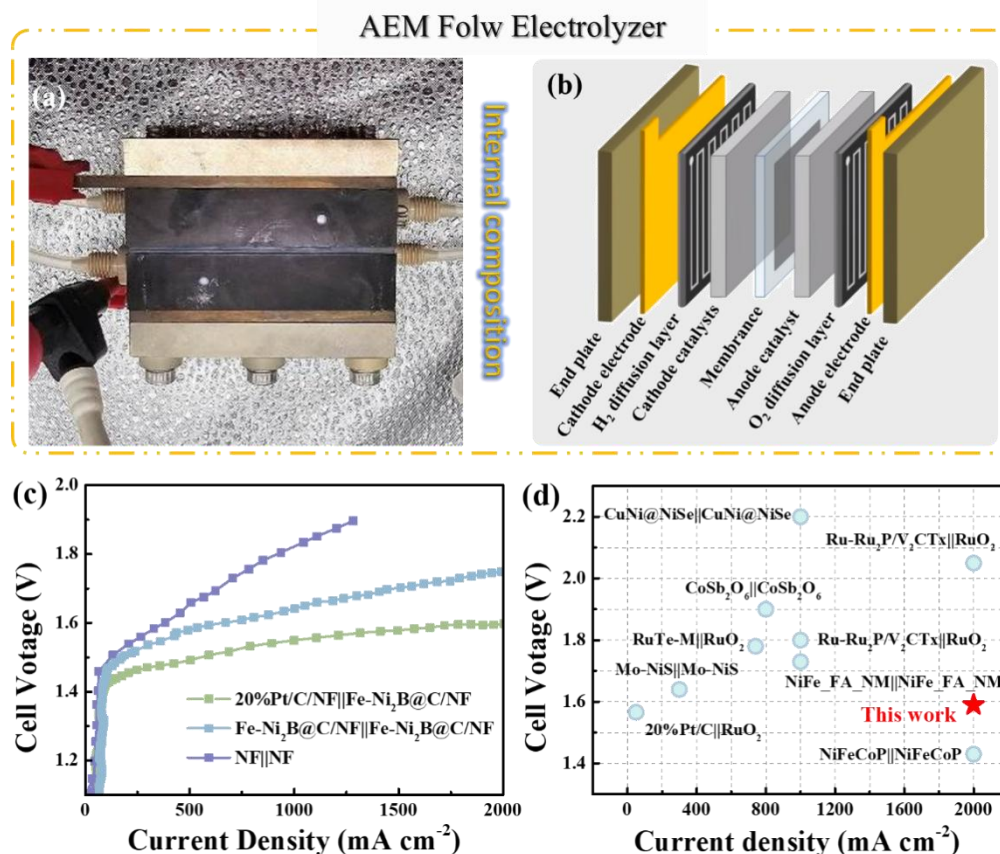 AEM Folw Electrolyzer
(a)
Internal composition
(b)
End plate
Cathode electrode
H₂ diffusion layer
Cathode catalysts
Membrance
Anode catalyst
O₂ diffusion layer
Anode electrode
End plate
(c)
Cell Votage (V)
2.0
1.8
1.6
1.4
1.2
20%Pt/C/NF||Fe-Ni₂B@C/NF
Fe-Ni₂B@C/NF||Fe-Ni₂B@C/NF
NF||NF
0 500 1000 1500 2000
Current Density (mA cm⁻²)
(d)
Cell Votage (V)
2.2
2.0
1.8
1.6
1.4
CuNi@NiSe||CuNi@NiSe
Ru-Ru₂P/V₂CTx||RuO₂
CoSb₂O₆||CoSb₂O₆
RuTe-M||RuO₂
Ru-Ru₂P/V₂CTx||RuO₂
Mo-NiS||Mo-NiS
NiFe_FA_NM||NiFe_FA_NM
This work
20%Pt/C||RuO₂
NiFeCoP||NiFeCoP
0 400 800 1200 1600 2000
Current density (mA cm⁻²)